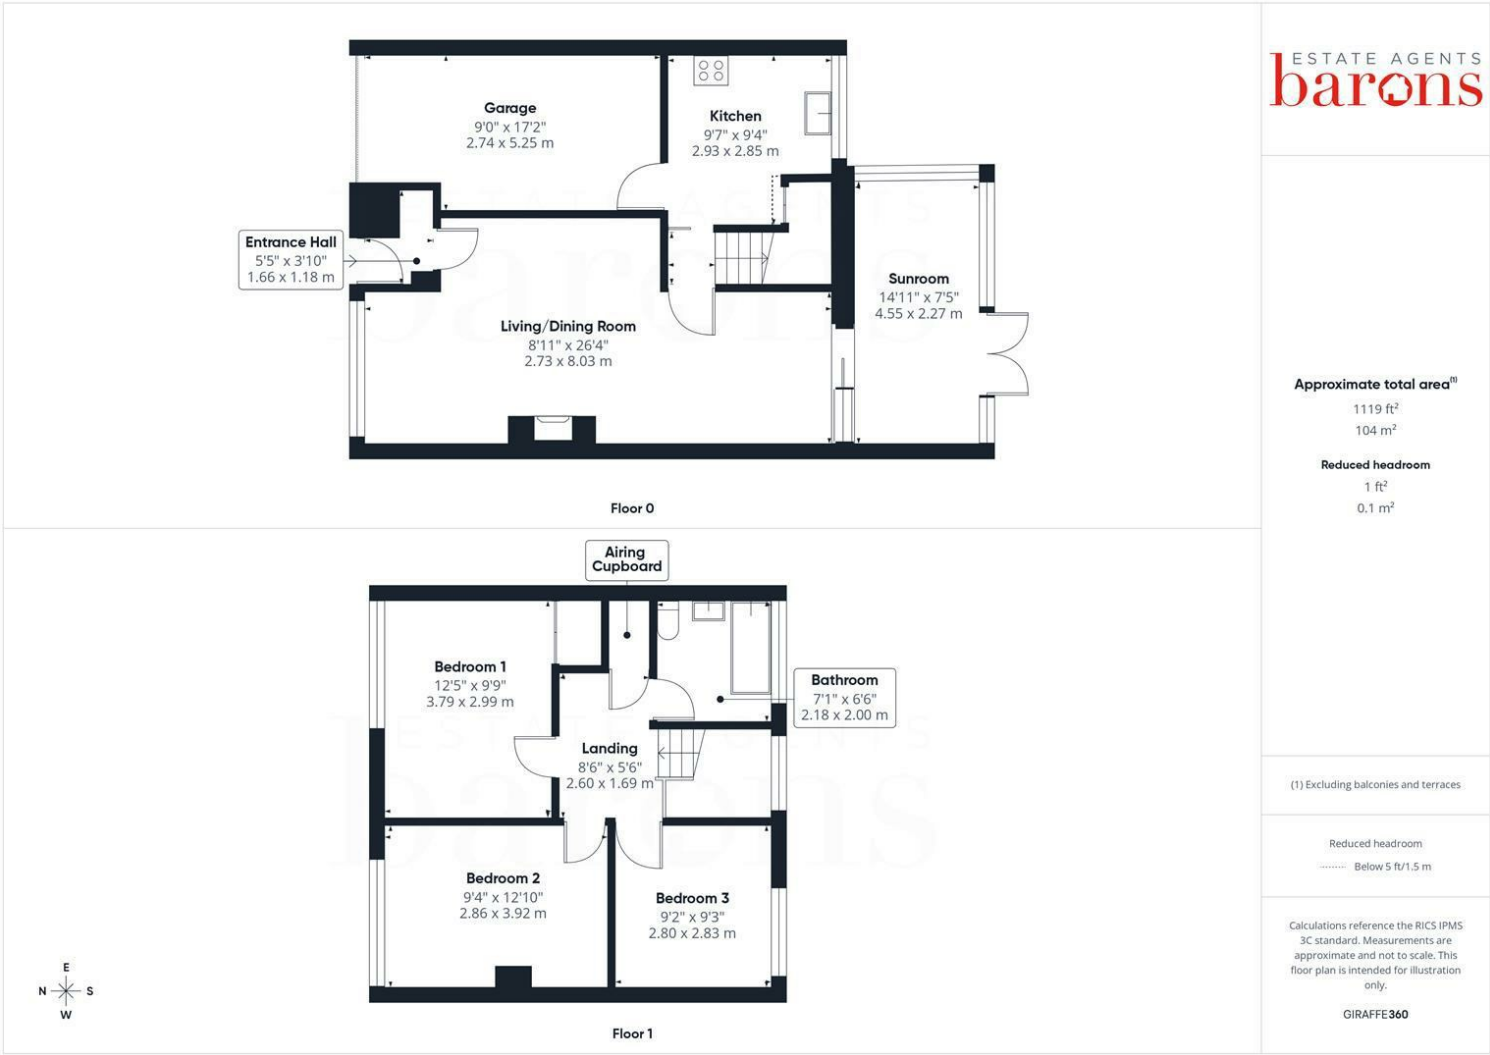 Garage
9'0" x 17'2"
2.74 x 5.25 m
Kitchen
9'7" x 9'4"
2.93 x 2.85 m
Entrance Hall
5'5" x 3'10"
1.66 x 1.18 m
Living/Dining Room
8'11" x 26'4"
2.73 x 8.03 m
Sunroom
14'11" x 7'5"
4.55 x 2.27 m
Floor 0
Airing
Cupboard
Bedroom 1
12'5" x 9'9"
3.79 x 2.99 m
Bathroom
7'1" x 6'6"
2.18 x 2.00 m
Landing
8'6" x 5'6"
2.60 x 1.69 m
Bedroom 2
9'4" x 12'10"
2.86 x 3.92 m
Bedroom 3
9'2" x 9'3"
2.80 x 2.83 m
E
N S
W
Floor 1
ESTATE AGENTS
barons
ESTATE AGENTS
barons
ESTATE AGENTS
barons
Approximate total area(1)
1119 ft²
104 m²
Reduced headroom
1 ft²
0.1 m²
(1) Excluding balconies and terraces
Reduced headroom
Below 5 ft/1.5 m
Calculations reference the RICS IPMS
3C standard. Measurements are
approximate and not to scale. This
floor plan is intended for illustration
only.
GIRAFFE360